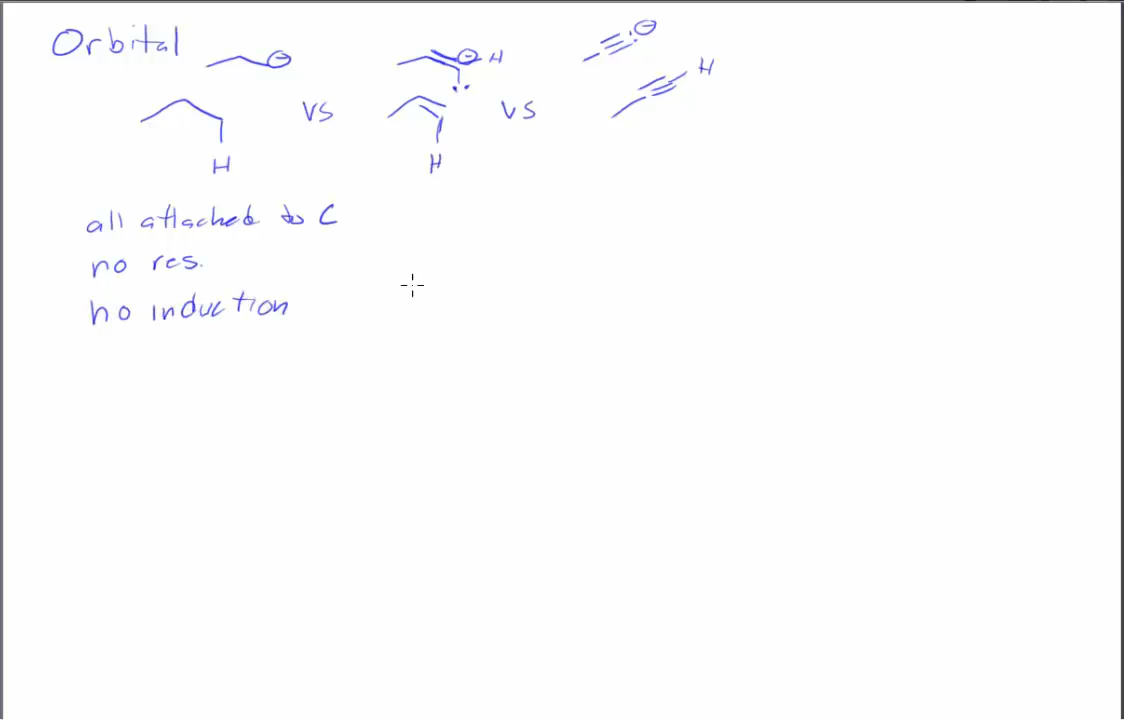 Orbital
⊖ ⊖ H ⊖
H
vs vs
H H
all attached to C
no res.
no induction